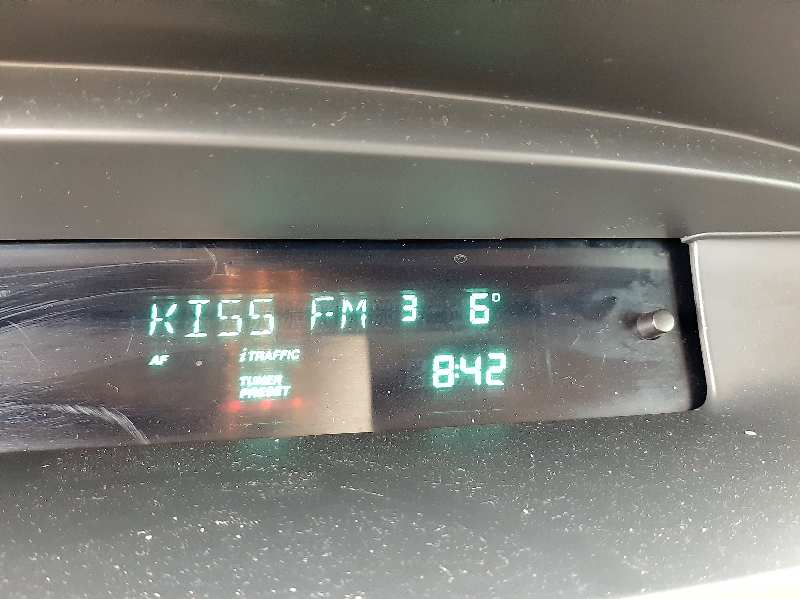 KISS FM 3 6°
AF i TRAFFIC
8:42
TUNER
PRESET